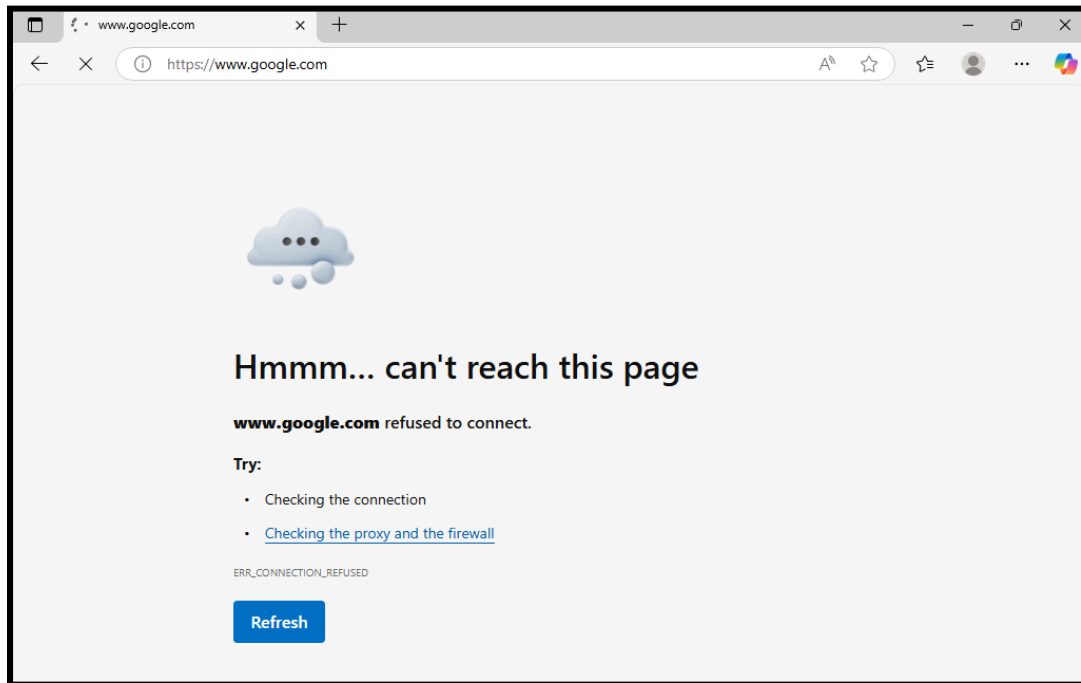 www.google.com
https://www.google.com
Hmmm... can't reach this page
www.google.com refused to connect.
Try:
• Checking the connection
• Checking the proxy and the firewall
ERR_CONNECTION_REFUSED
Refresh